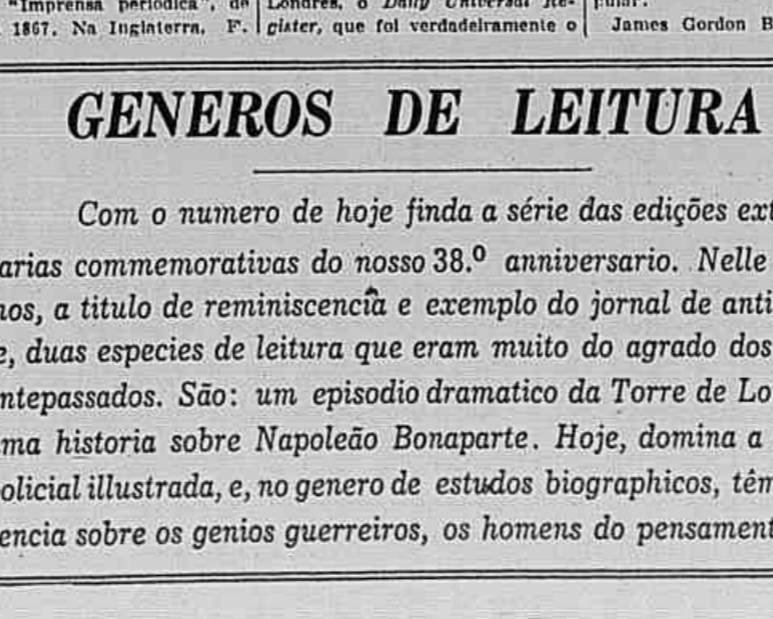 "Imprensa periodica", de
1867. Na Inglaterra, F.
Londres, o Daily Universal Re-
gister, que foi verdadeiramente o
pular.
James Gordon B
GENEROS DE LEITURA
Com o numero de hoje finda a série das edições ext
arias commemorativas do nosso 38.º anniversario. Nelle
nos, a titulo de reminiscencia e exemplo do jornal de anti
e, duas especies de leitura que eram muito do agrado dos
ntepassados. São: um episodio dramatico da Torre de Lo
ma historia sobre Napoleão Bonaparte. Hoje, domina a
olicial illustrada, e, no genero de estudos biographicos, têm
encia sobre os genios guerreiros, os homens do pensament